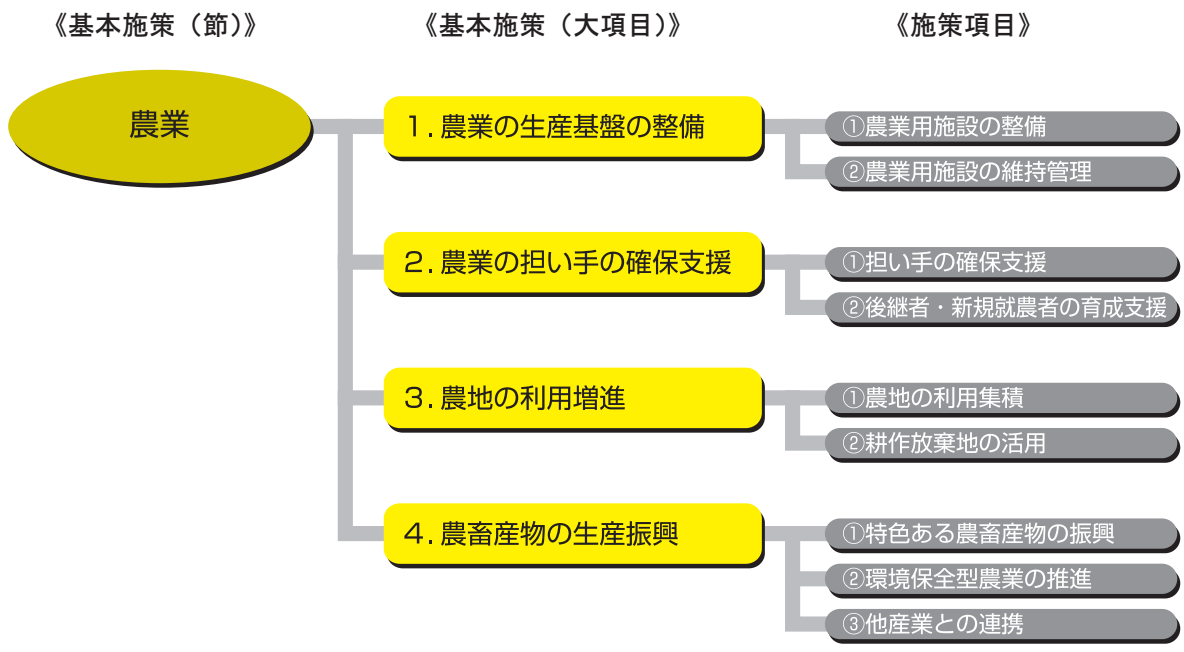 《基本施策（節）》
《基本施策（大項目）》
《施策項目》
農業
１．農業の生産基盤の整備
①農業用施設の整備
②農業用施設の維持管理
２．農業の担い手の確保支援
①担い手の確保支援
②後継者・新規就農者の育成支援
３．農地の利用増進
①農地の利用集積
②耕作放棄地の活用
４．農畜産物の生産振興
①特色ある農畜産物の振興
②環境保全型農業の推進
③他産業との連携